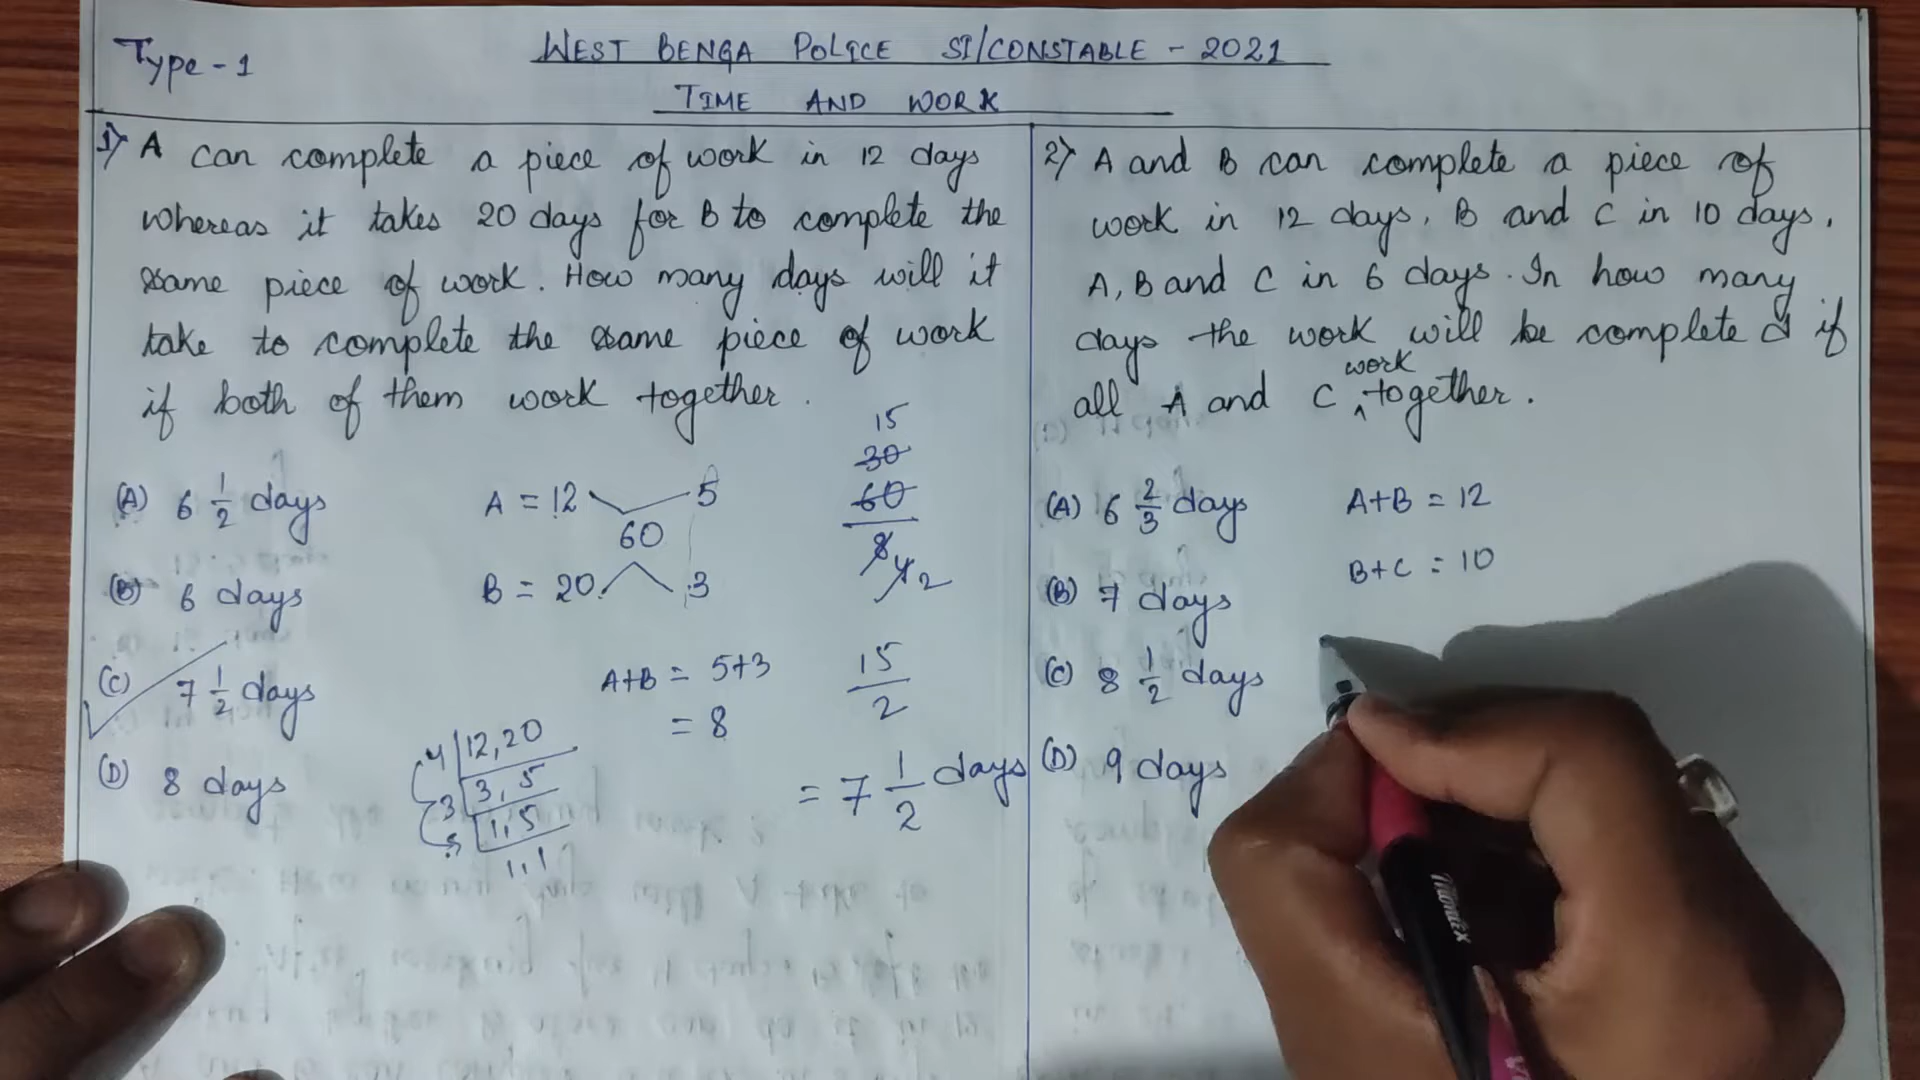 Type - 1
WEST BENGA POLICE SI/CONSTABLE - 2021
TIME AND WORK
1) A can complete a piece of work in 12 days
whereas it takes 20 days for B to complete the
same piece of work. How many days will it
take to complete the same piece of work
if both of them work together.
(A) 6 1/2 days
(B) 6 days
(C) 7 1/2 days
(D) 8 days
A = 12 5
60
B = 20 3
A+B = 5+3
= 8
4 | 12, 20
3 | 3, 5
5 | 1, 5
1, 1
15
30
60
8 4 2
15
2
= 7 1/2 days
2) A and B can complete a piece of
work in 12 days, B and C in 10 days,
A, B and C in 6 days. In how many
days the work will be complete d if
work
all A and C ^ together.
(A) 6 2/3 days
(B) 7 days
(C) 8 1/2 days
(D) 9 days
A+B = 12
B+C = 10
Montex